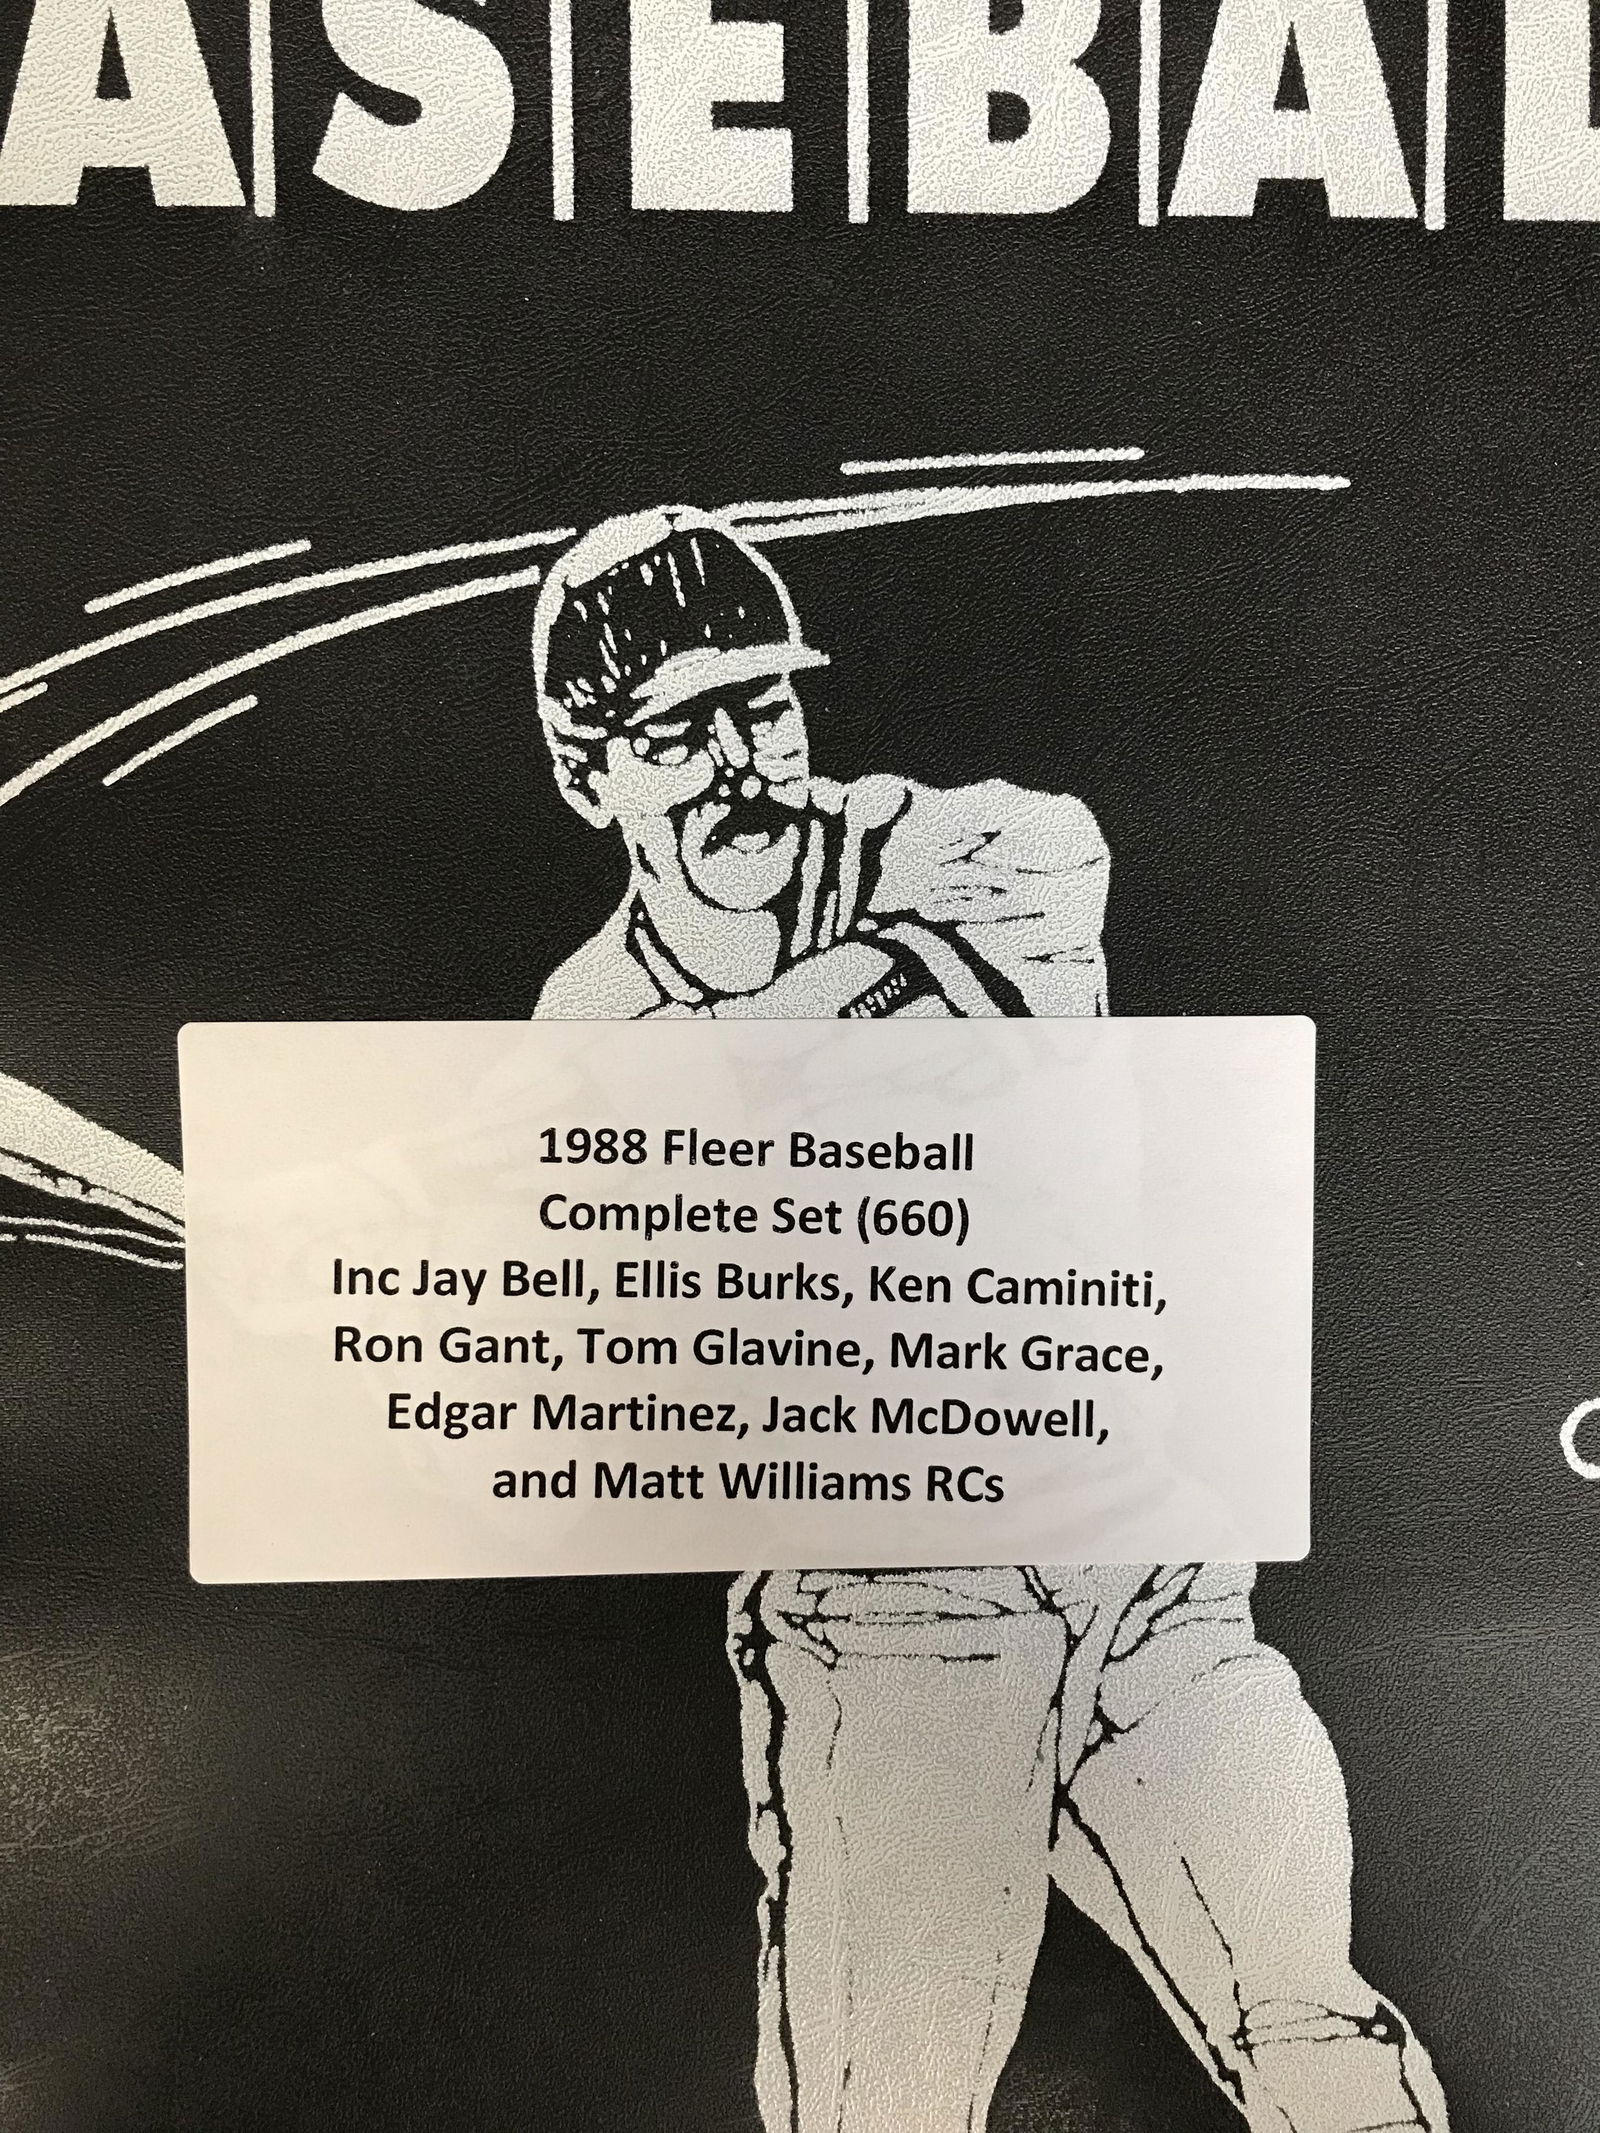 ASEBAL
1988 Fleer Baseball
Complete Set (660)
Inc Jay Bell, Ellis Burks, Ken Caminiti,
Ron Gant, Tom Glavine, Mark Grace,
Edgar Martinez, Jack McDowell,
and Matt Williams RCs